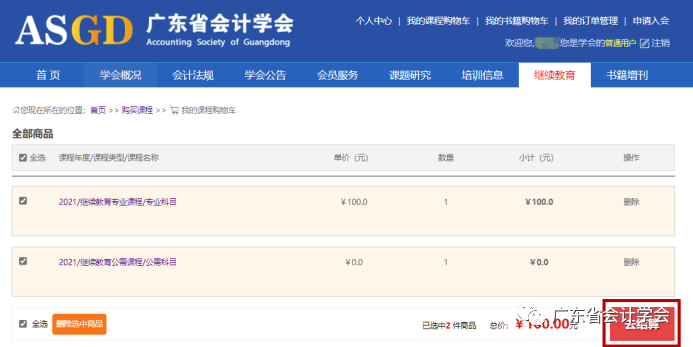 ASGD 广东省会计学会
Accounting Society of Guangdong
个人中心 | 我的课程购物车 | 我的书籍购物车 | 我的订单管理 | 申请入会
欢迎您, 您是学会的普通用户 注销
首 页 学会概况 会计法规 学会公告 会员服务 课题研究 培训信息 继续教育 书籍增刊
您现在所在的位置：首页 >> 购买课程 >> 我的课程购物车
全部商品
全选 课程年度/课程类型/课程名称 单价（元） 数量 小计（元） 操作
2021/继续教育专业课程/专业科目 ￥100.0 1 ￥100.0 删除
2021/继续教育公需课程/公需科目 ￥0.0 1 ￥0.0 删除
全选 删除选中商品 已选中2 件商品 总价：￥100.00元 去结算
广东省会计学会